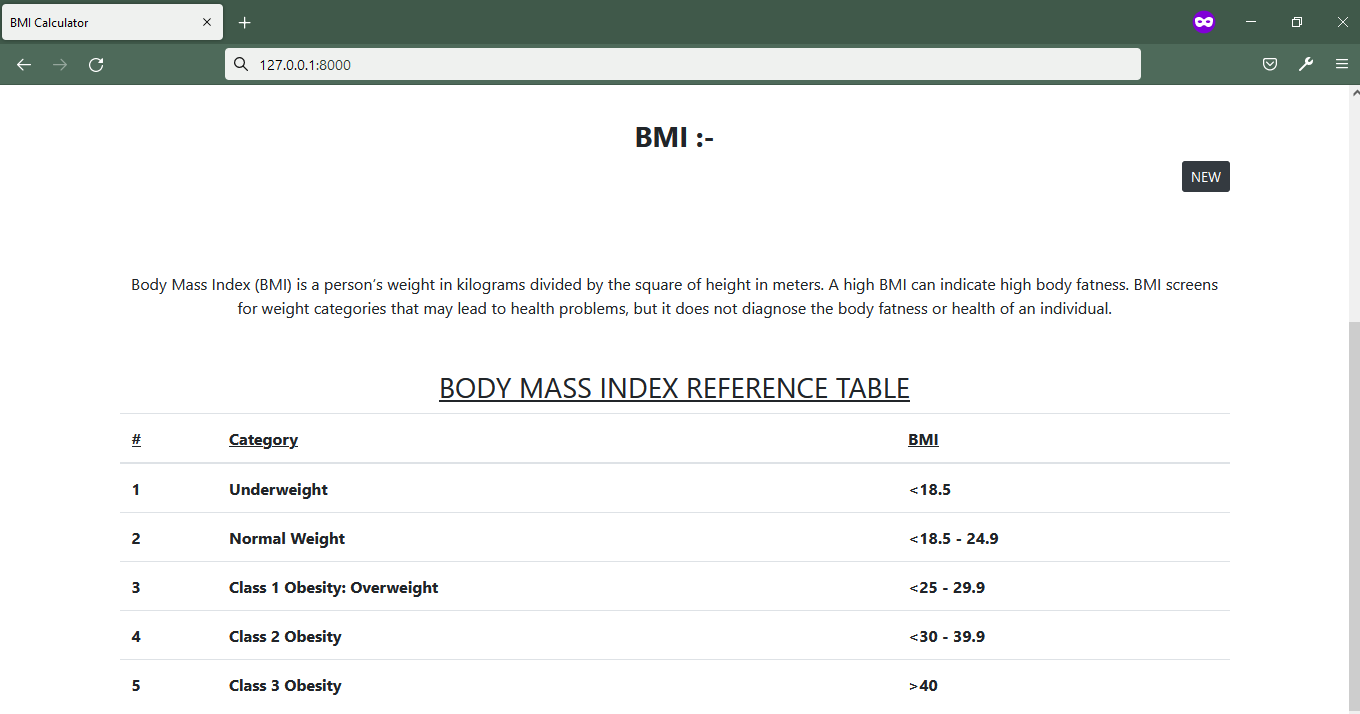 BMI Calculator
127.0.0.1:8000
BMI :-
NEW
Body Mass Index (BMI) is a person’s weight in kilograms divided by the square of height in meters. A high BMI can indicate high body fatness. BMI screens
for weight categories that may lead to health problems, but it does not diagnose the body fatness or health of an individual.
BODY MASS INDEX REFERENCE TABLE
# Category BMI
1 Underweight <18.5
2 Normal Weight <18.5 - 24.9
3 Class 1 Obesity: Overweight <25 - 29.9
4 Class 2 Obesity <30 - 39.9
5 Class 3 Obesity >40